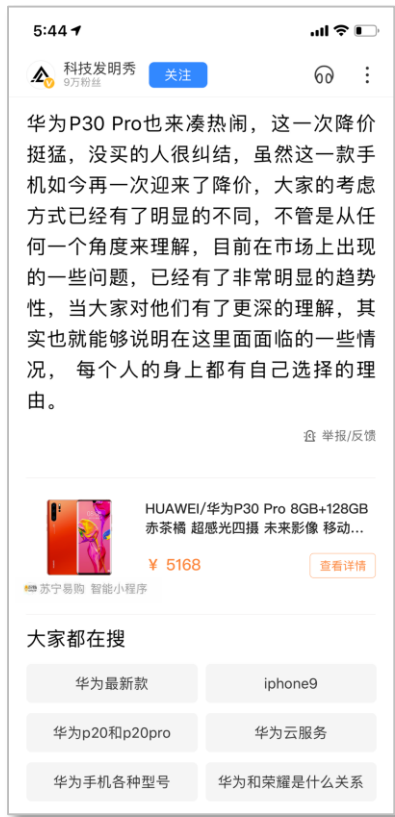 5:44
科技发明秀
9万粉丝
关注
华为P30 Pro也来凑热闹，这一次降价
挺猛，没买的人很纠结，虽然这一款手
机如今再一次迎来了降价，大家的考虑
方式已经有了明显的不同，不管是从任
何一个角度来理解，目前在市场上出现
的一些问题，已经有了非常明显的趋势
性，当大家对他们有了更深的理解，其
实也就能够说明在这里面面临的一些情
况， 每个人的身上都有自己选择的理
由。
举报/反馈
HUAWEI/华为P30 Pro 8GB+128GB
赤茶橘 超感光四摄 未来影像 移动...
¥ 5168
查看详情
苏宁易购 智能小程序
大家都在搜
华为最新款
iphone9
华为p20和p20pro
华为云服务
华为手机各种型号
华为和荣耀是什么关系